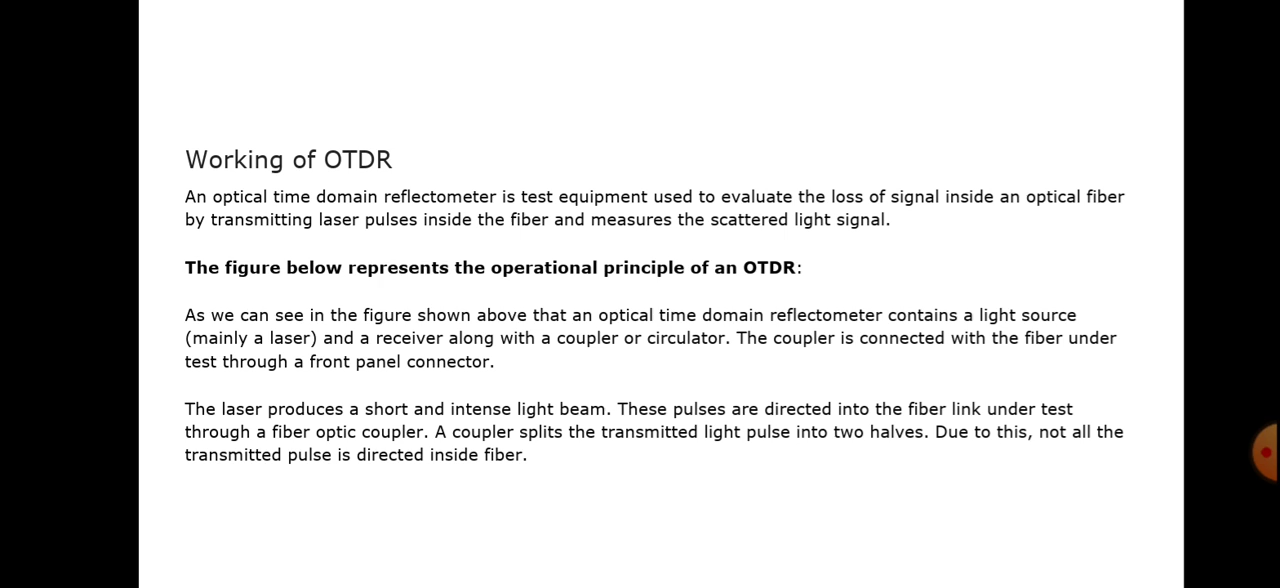 Working of OTDR
An optical time domain reflectometer is test equipment used to evaluate the loss of signal inside an optical fiber
by transmitting laser pulses inside the fiber and measures the scattered light signal.
The figure below represents the operational principle of an OTDR:
As we can see in the figure shown above that an optical time domain reflectometer contains a light source
(mainly a laser) and a receiver along with a coupler or circulator. The coupler is connected with the fiber under
test through a front panel connector.
The laser produces a short and intense light beam. These pulses are directed into the fiber link under test
through a fiber optic coupler. A coupler splits the transmitted light pulse into two halves. Due to this, not all the
transmitted pulse is directed inside fiber.